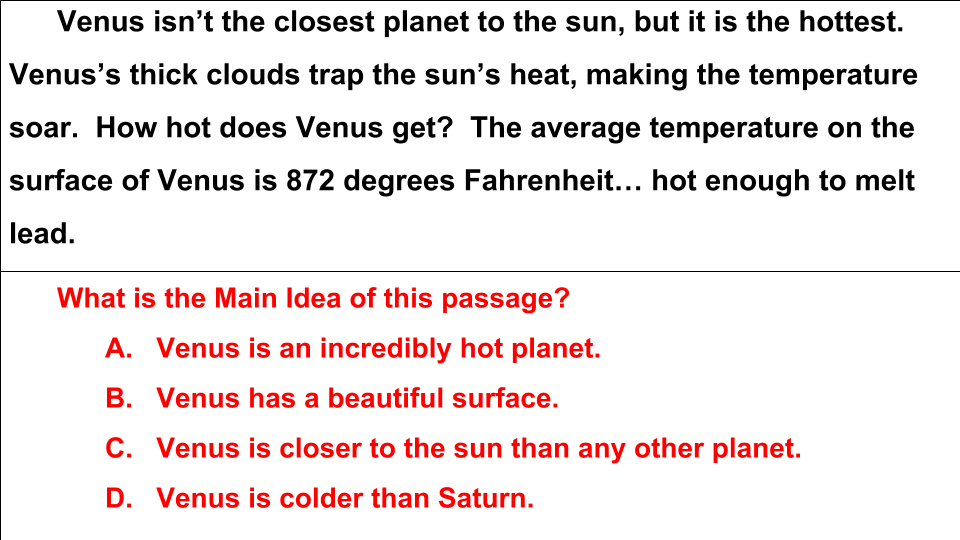 Venus isn’t the closest planet to the sun, but it is the hottest.
Venus’s thick clouds trap the sun’s heat, making the temperature
soar.  How hot does Venus get?  The average temperature on the
surface of Venus is 872 degrees Fahrenheit… hot enough to melt
lead.
What is the Main Idea of this passage?
A. Venus is an incredibly hot planet.
B. Venus has a beautiful surface.
C. Venus is closer to the sun than any other planet.
D. Venus is colder than Saturn.